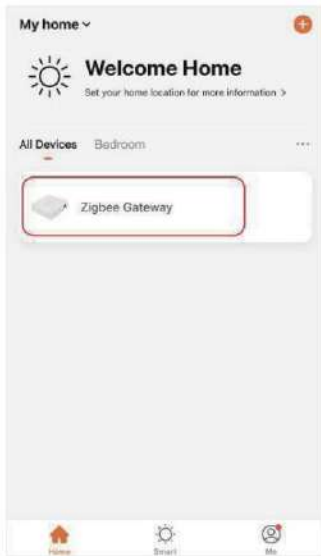 My home
Welcome Home
Set your home location for more information >
All Devices Bedroom ...
Zigbee Gateway
Home Smart Me